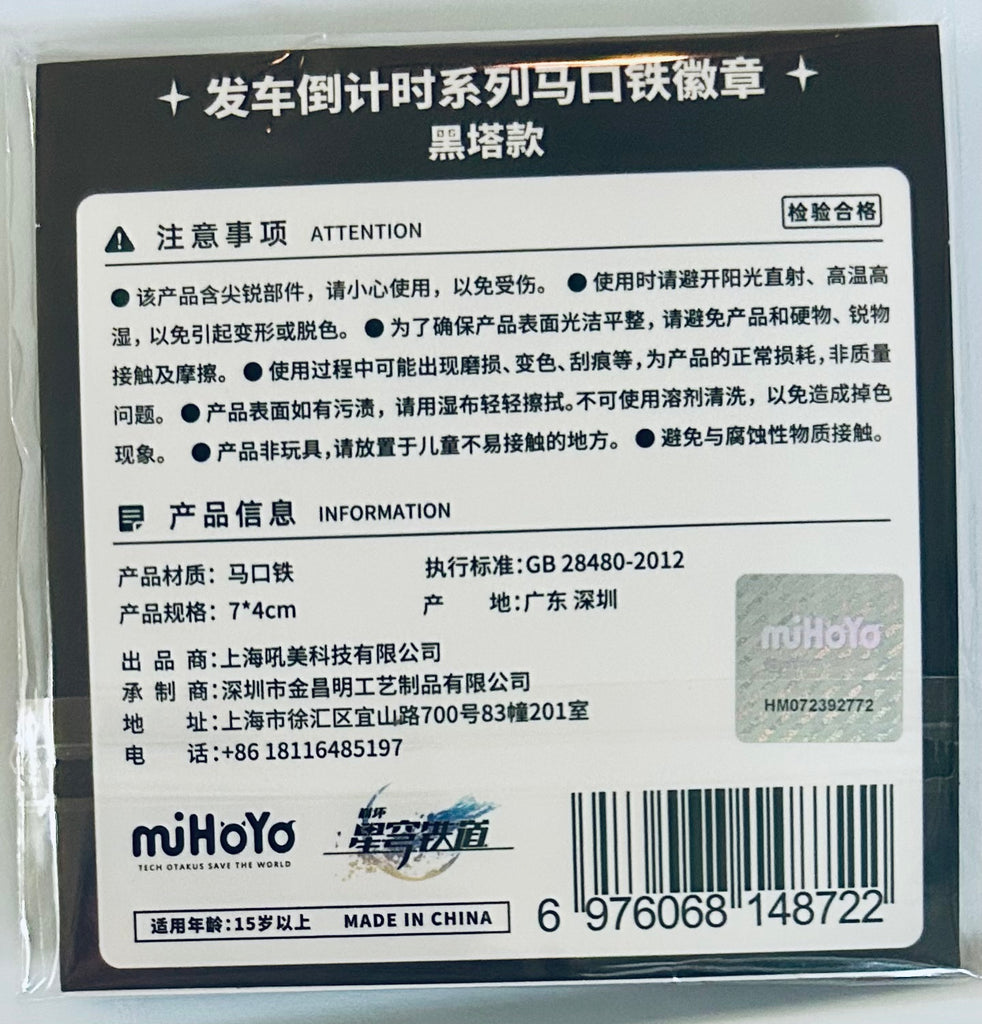 发车倒计时系列马口铁徽章
黑塔款
注意事项 ATTENTION
检验合格
●该产品含尖锐部件，请小心使用，以免受伤。 ●使用时请避开阳光直射、高温高
湿，以免引起变形或脱色。 ●为了确保产品表面光洁平整，请避免产品和硬物、锐物
接触及摩擦。 ●使用过程中可能出现磨损、变色、刮痕等，为产品的正常损耗，非质量
问题。 ●产品表面如有污渍，请用湿布轻轻擦拭。不可使用溶剂清洗，以免造成掉色
现象。 ●产品非玩具，请放置于儿童不易接触的地方。 ●避免与腐蚀性物质接触。
产品信息 INFORMATION
产品材质：马口铁 执行标准：GB 28480-2012
产品规格：7*4cm 产 地：广东 深圳
出品商：上海吼美科技有限公司
承制商：深圳市金昌明工艺制品有限公司
地 址：上海市徐汇区宜山路700号83幢201室
电 话：+86 18116485197
miHoYo
HM072392772
miHoYo
TECH OTAKUS SAVE THE WORLD
崩坏
星穹铁道
适用年龄：15岁以上 MADE IN CHINA
6 976068 148722